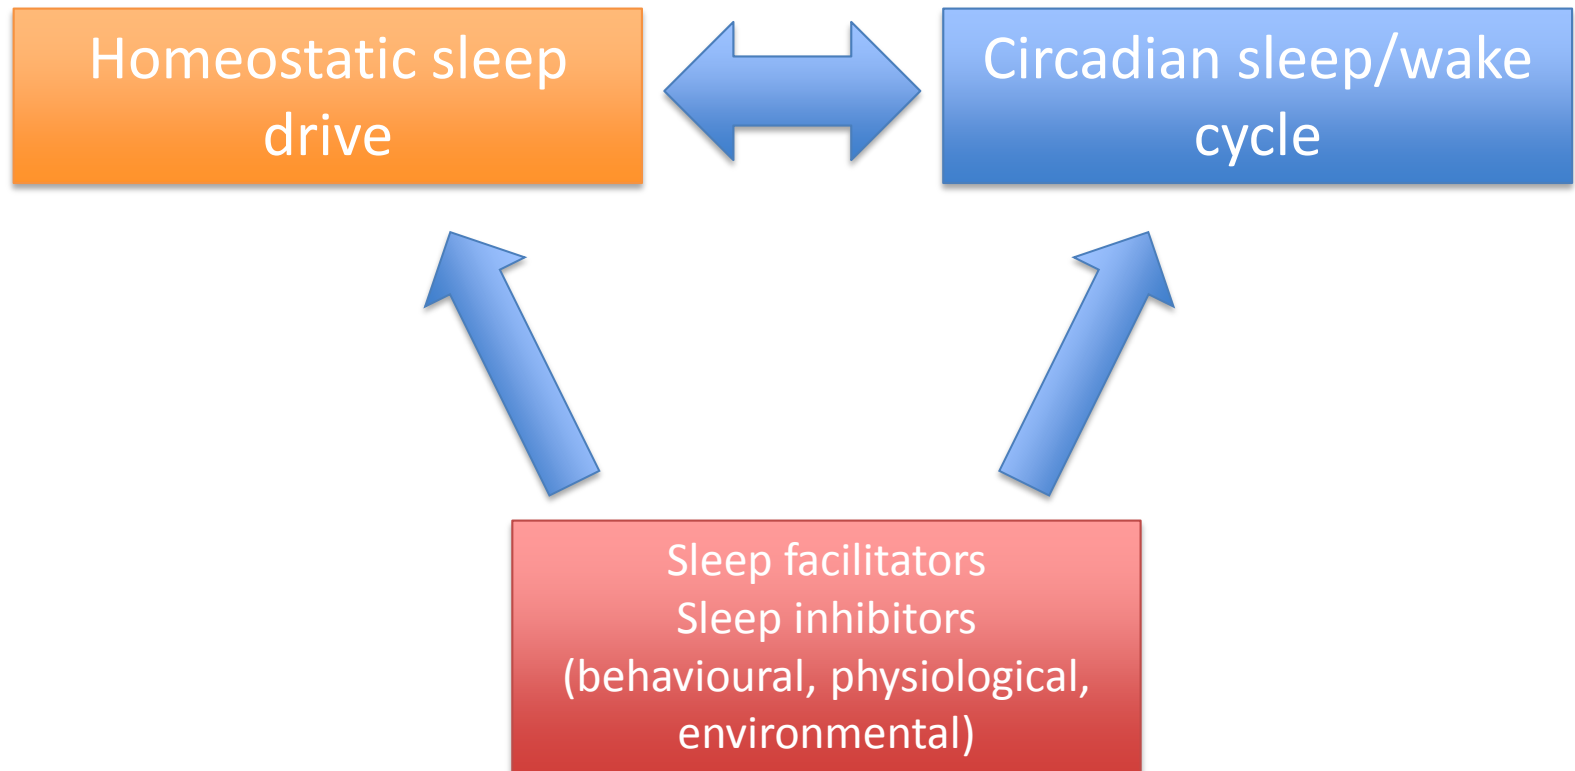 Homeostatic sleep
drive
Circadian sleep/wake
cycle
Sleep facilitators
Sleep inhibitors
(behavioural, physiological,
environmental)